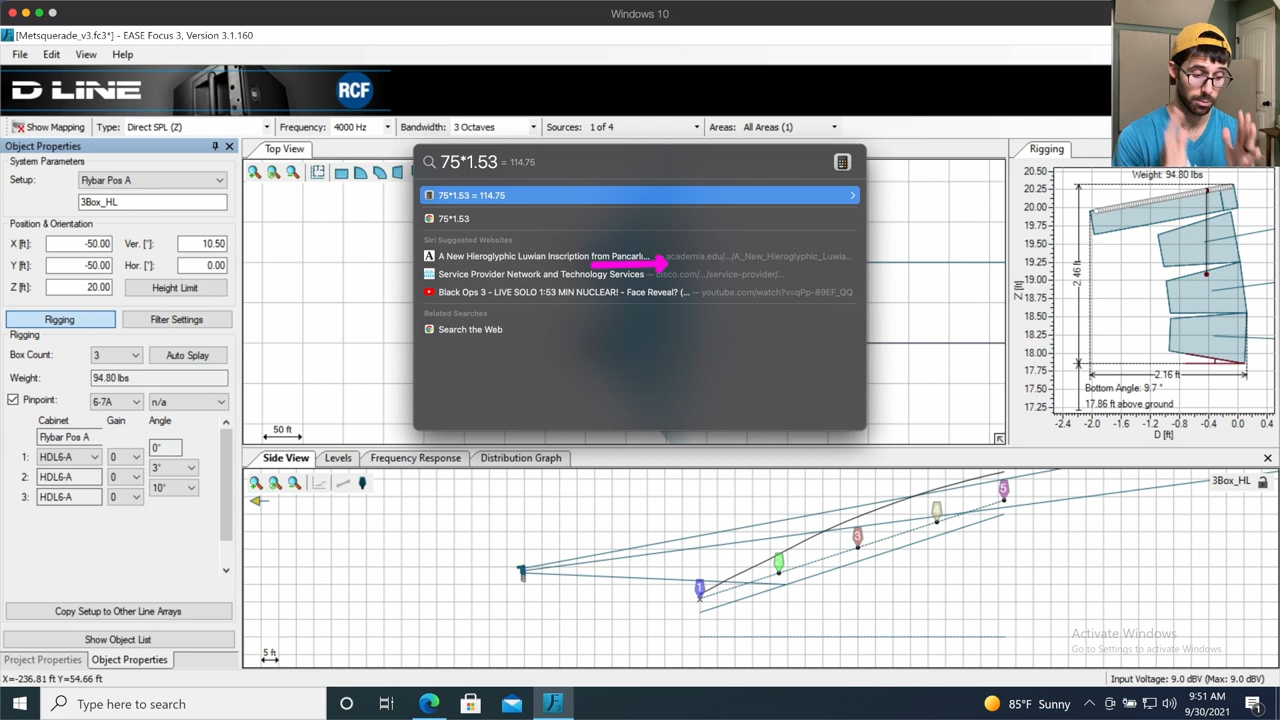 Windows 10
[Metsquerade_v3.fc3*] - EASE Focus 3, Version 3.1.160
File Edit View Help
D LINE RCF
Show Mapping Type: Direct SPL (Z) Frequency: 4000 Hz Bandwidth: 3 Octaves Sources: 1 of 4 Areas: All Areas (1)
Object Properties
System Parameters
Setup: Flybar Pos A
3Box_HL
Position & Orientation
X [ft]: -50.00 Ver. [°]: 10.50
Y [ft]: -50.00 Hor. [°]: 0.00
Z [ft]: 20.00 Height Limit
Rigging Filter Settings
Rigging
Box Count: 3 Auto Splay
Weight: 94.80 lbs
Pinpoint: 6-7A n/a
Cabinet Gain Angle
Flybar Pos A
0°
1: HDL6-A 0
3°
2: HDL6-A 0
10°
3: HDL6-A 0
Copy Setup to Other Line Arrays
Show Object List
Project Properties Object Properties
X=-236.81 ft Y=54.66 ft
Top View
50 ft
75*1.53 = 114.75
75*1.53 = 114.75
75*1.53
Siri Suggested Websites
A New Hieroglyphic Luwian Inscription from Pancarlı... — academia.edu/.../A_New_Hieroglyphic_Luwia...
Service Provider Network and Technology Services — cisco.com/.../service-provider/...
Black Ops 3 - LIVE SOLO 1:53 MIN NUCLEAR! - Face Reveal? (... — youtube.com/watch?v=qPp-89EF_QQ
Related Searches
Search the Web
Rigging
Weight: 94.80 lbs
20.50
20.25
20.00
19.75
19.50
19.25
19.00
18.75
18.50
18.25
18.00
17.75
17.50
17.25
Z [ft]
2.46 ft
2.16 ft
Bottom Angle: 9.7 °
17.86 ft above ground
-2.4 -2.0 -1.6 -1.2 -0.8 -0.4 0.0 0.4
D [ft]
Side View Levels Frequency Response Distribution Graph
3Box_HL
1
3
5
5 ft
Activate Windows
Go to Settings to activate Windows.
Input Voltage: 9.0 dBV (Max: 9.0 dBV)
Type here to search
85°F Sunny
9:51 AM
9/30/2021
1